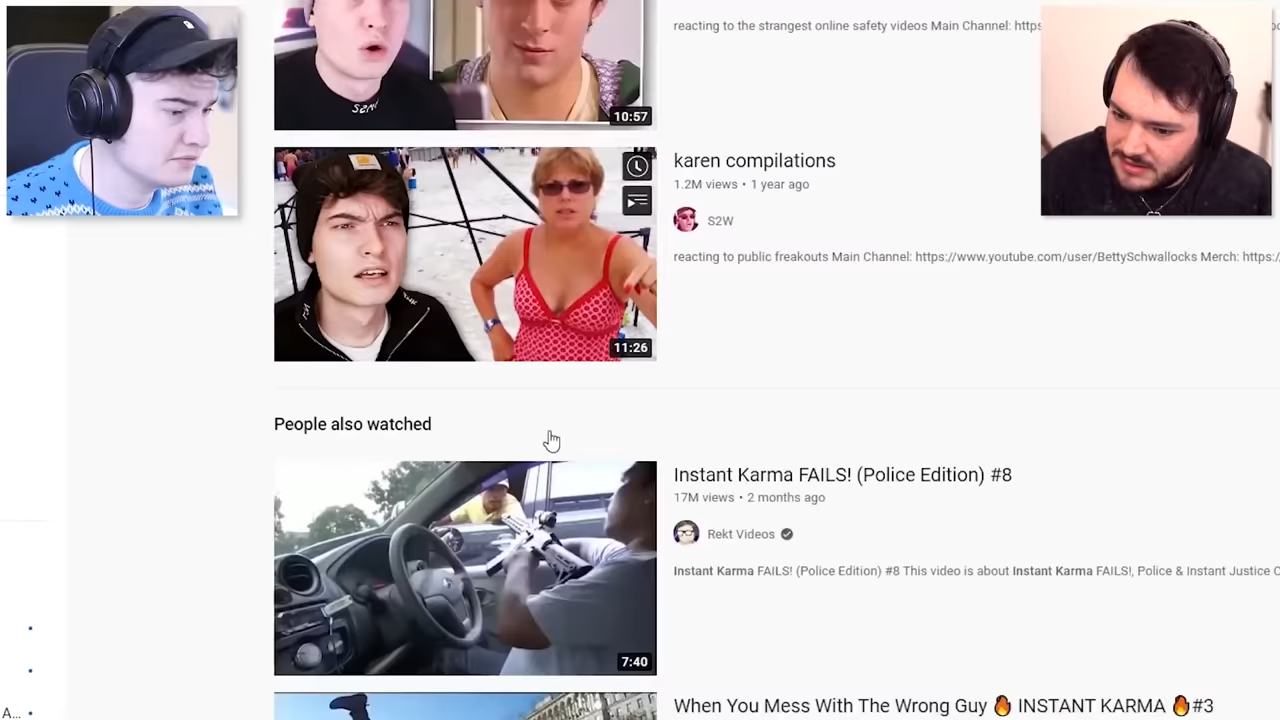 reacting to the strangest online safety videos Main Channel: https
10:57
karen compilations
1.2M views • 1 year ago
S2W
reacting to public freakouts Main Channel: https://www.youtube.com/user/BettySchwallocks Merch: https:/
11:26
People also watched
Instant Karma FAILS! (Police Edition) #8
17M views • 2 months ago
Rekt Videos
Instant Karma FAILS! (Police Edition) #8 This video is about Instant Karma FAILS!, Police & Instant Justice C
7:40
When You Mess With The Wrong Guy 🔥 INSTANT KARMA 🔥#3
A...